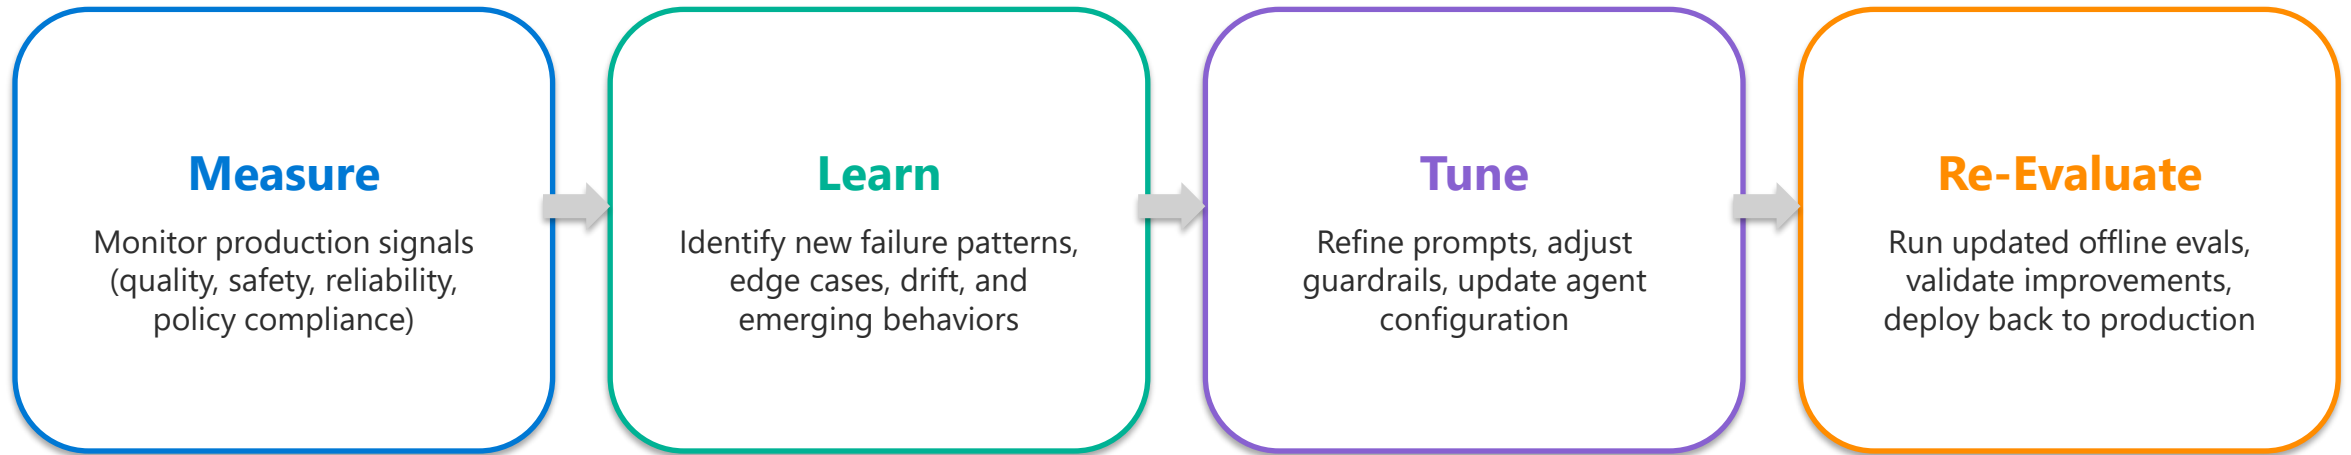 Measure
Monitor production signals
(quality, safety, reliability,
policy compliance)
Learn
Identify new failure patterns,
edge cases, drift, and
emerging behaviors
Tune
Refine prompts, adjust
guardrails, update agent
configuration
Re-Evaluate
Run updated offline evals,
validate improvements,
deploy back to production